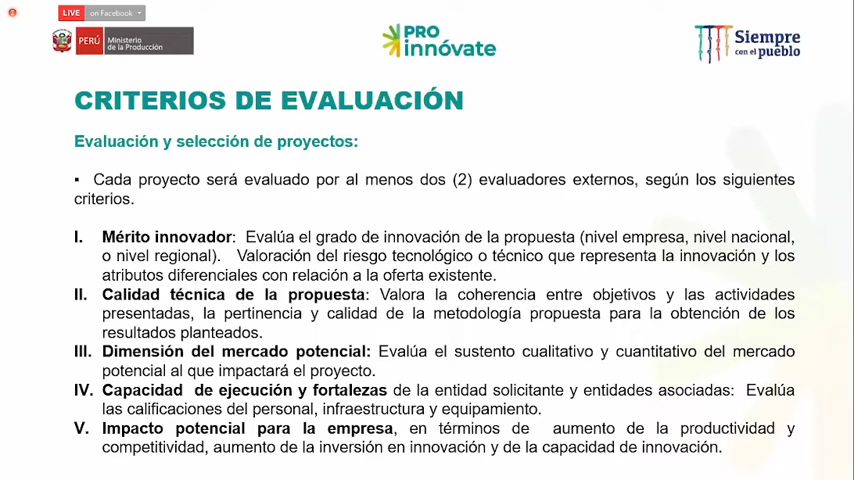 LIVE on Facebook
PERÚ Ministerio
de la Producción
PRO
innóvate
Siempre
con el pueblo
CRITERIOS DE EVALUACIÓN
Evaluación y selección de proyectos:
▪ Cada proyecto será evaluado por al menos dos (2) evaluadores externos, según los siguientes
criterios.
I. Mérito innovador: Evalúa el grado de innovación de la propuesta (nivel empresa, nivel nacional,
o nivel regional). Valoración del riesgo tecnológico o técnico que representa la innovación y los
atributos diferenciales con relación a la oferta existente.
II. Calidad técnica de la propuesta: Valora la coherencia entre objetivos y las actividades
presentadas, la pertinencia y calidad de la metodología propuesta para la obtención de los
resultados planteados.
III. Dimensión del mercado potencial: Evalúa el sustento cualitativo y cuantitativo del mercado
potencial al que impactará el proyecto.
IV. Capacidad de ejecución y fortalezas de la entidad solicitante y entidades asociadas: Evalúa
las calificaciones del personal, infraestructura y equipamiento.
V. Impacto potencial para la empresa, en términos de aumento de la productividad y
competitividad, aumento de la inversión en innovación y de la capacidad de innovación.